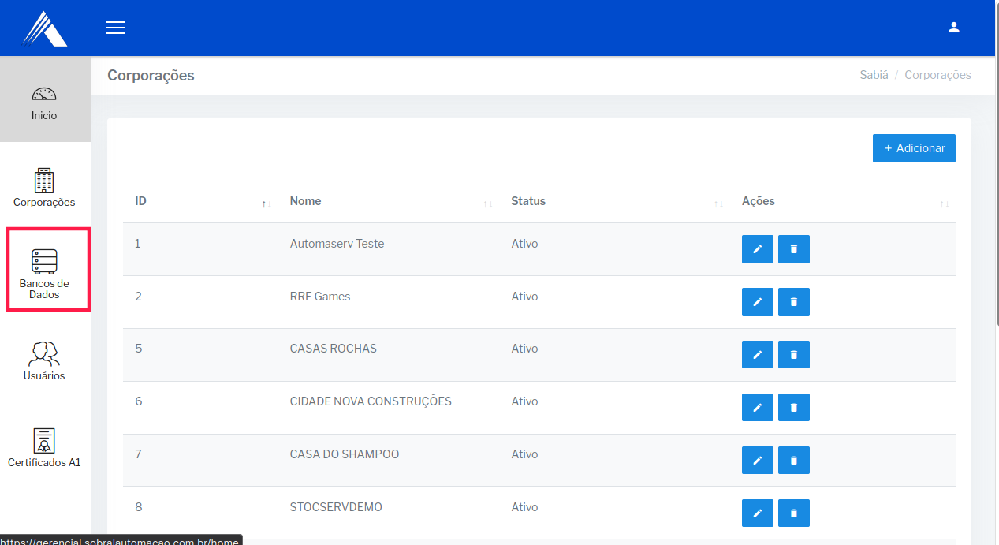 Corporações
Sabiá / Corporações
Inicio
Corporações
Bancos de
Dados
Usuários
Certificados A1
+ Adicionar
ID Nome Status Ações
1 Automaserv Teste Ativo
2 RRF Games Ativo
5 CASAS ROCHAS Ativo
6 CIDADE NOVA CONSTRUÇÕES Ativo
7 CASA DO SHAMPOO Ativo
8 STOCSERVDEMO Ativo
https://gerencial.sobralautomacao.com.br/home